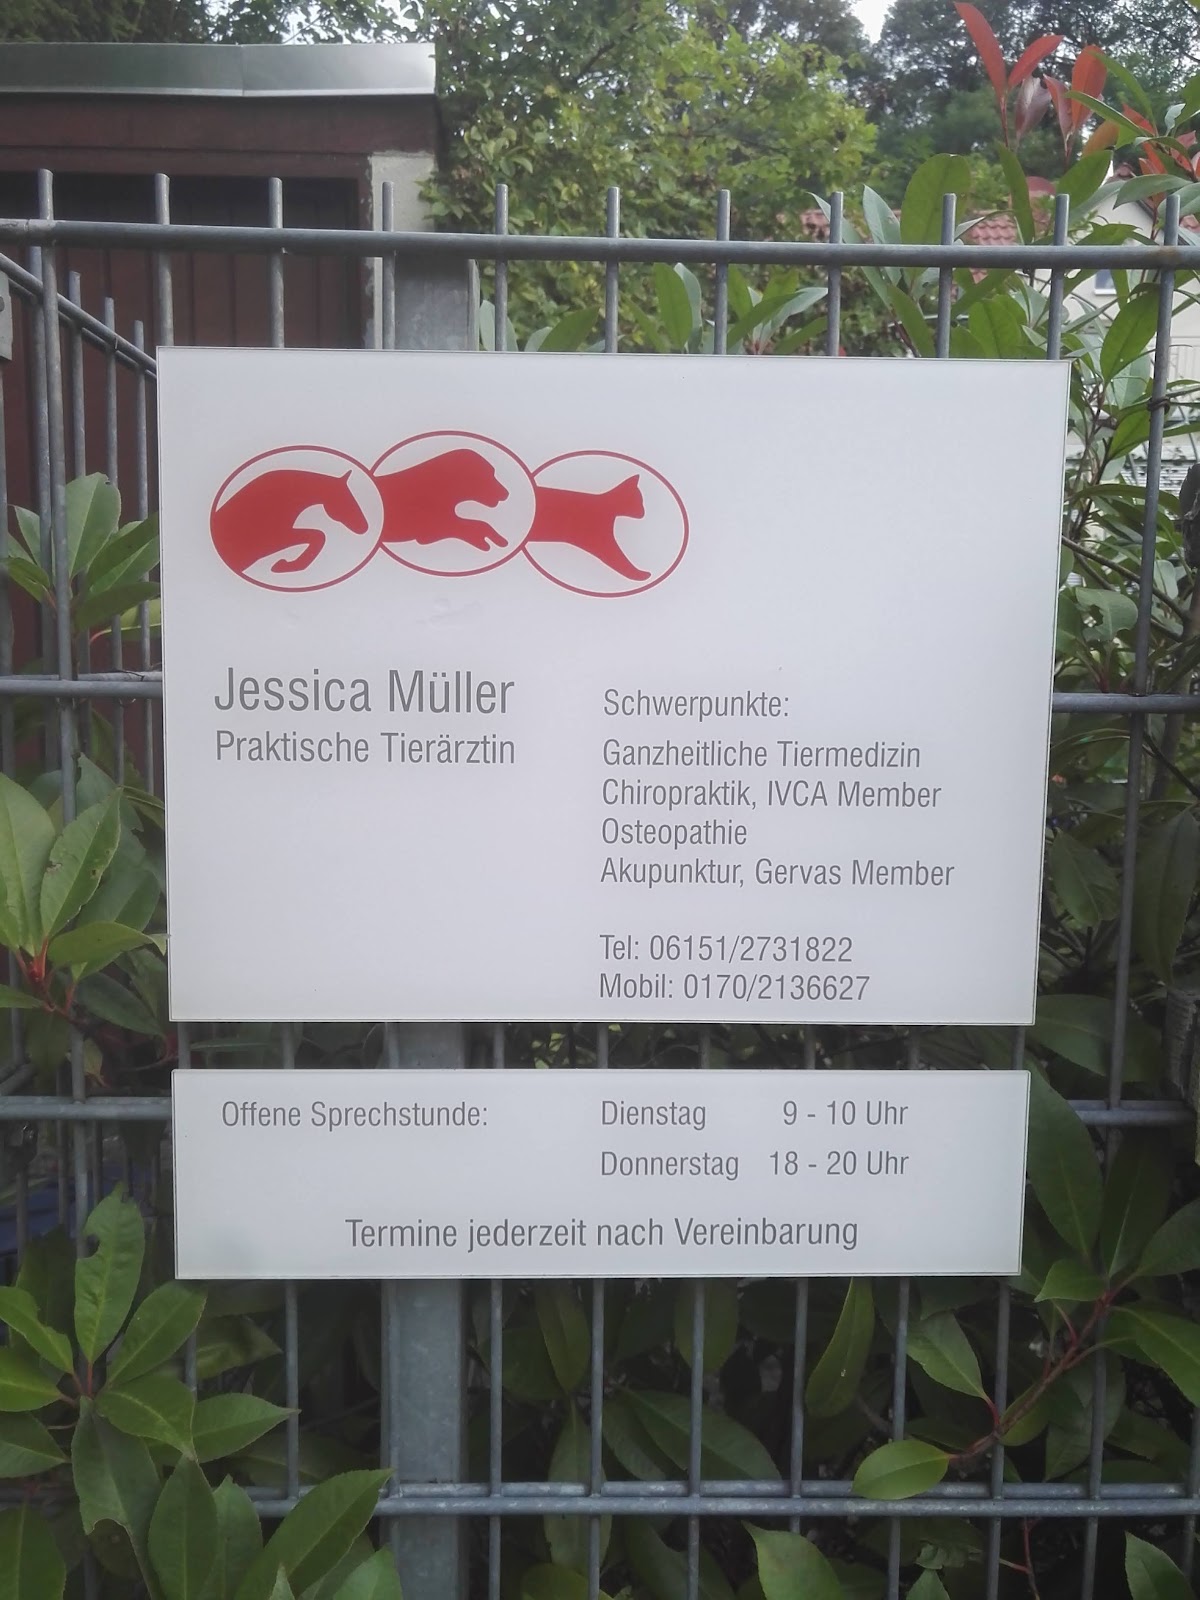 Jessica Müller
Praktische Tierärztin
Schwerpunkte:
Ganzheitliche Tiermedizin
Chiropraktik, IVCA Member
Osteopathie
Akupunktur, Gervas Member
Tel: 06151/2731822
Mobil: 0170/2136627
Offene Sprechstunde: Dienstag 9 - 10 Uhr
Donnerstag 18 - 20 Uhr
Termine jederzeit nach Vereinbarung